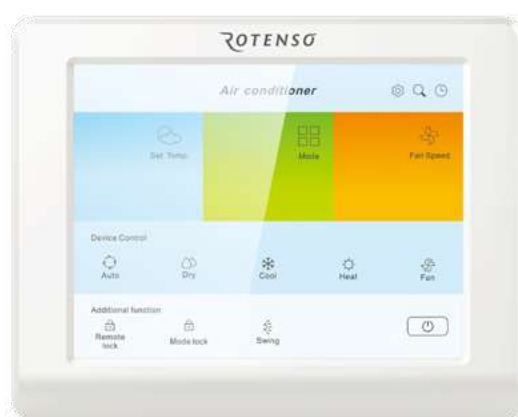 ROTENSO
Air conditioner
Set Temp.
Mode
Fan Speed
Device Control
Auto
Dry
Cool
Heat
Fan
Additional function
Remote
lock
Mode lock
Swing